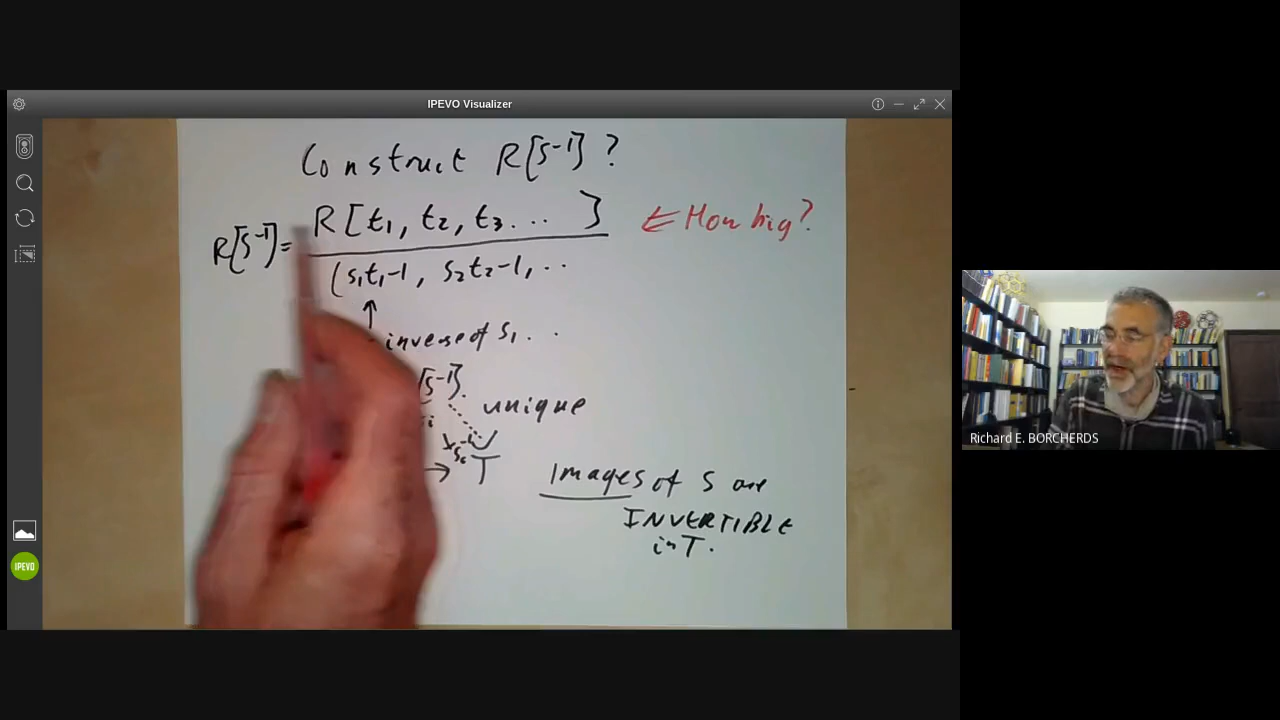 IPEVO Visualizer
Construct R[S⁻¹] ?
R[S⁻¹] = R[t₁, t₂, t₃ ... ] ⇐ How big?
(s₁t₁-1, s₂t₂-1, ..
↑
inverse of s₁. .
[S⁻¹].
unique
→ T
Images of S are
INVERTIBLE
in T.
Richard E. BORCHERDS
IPEVO